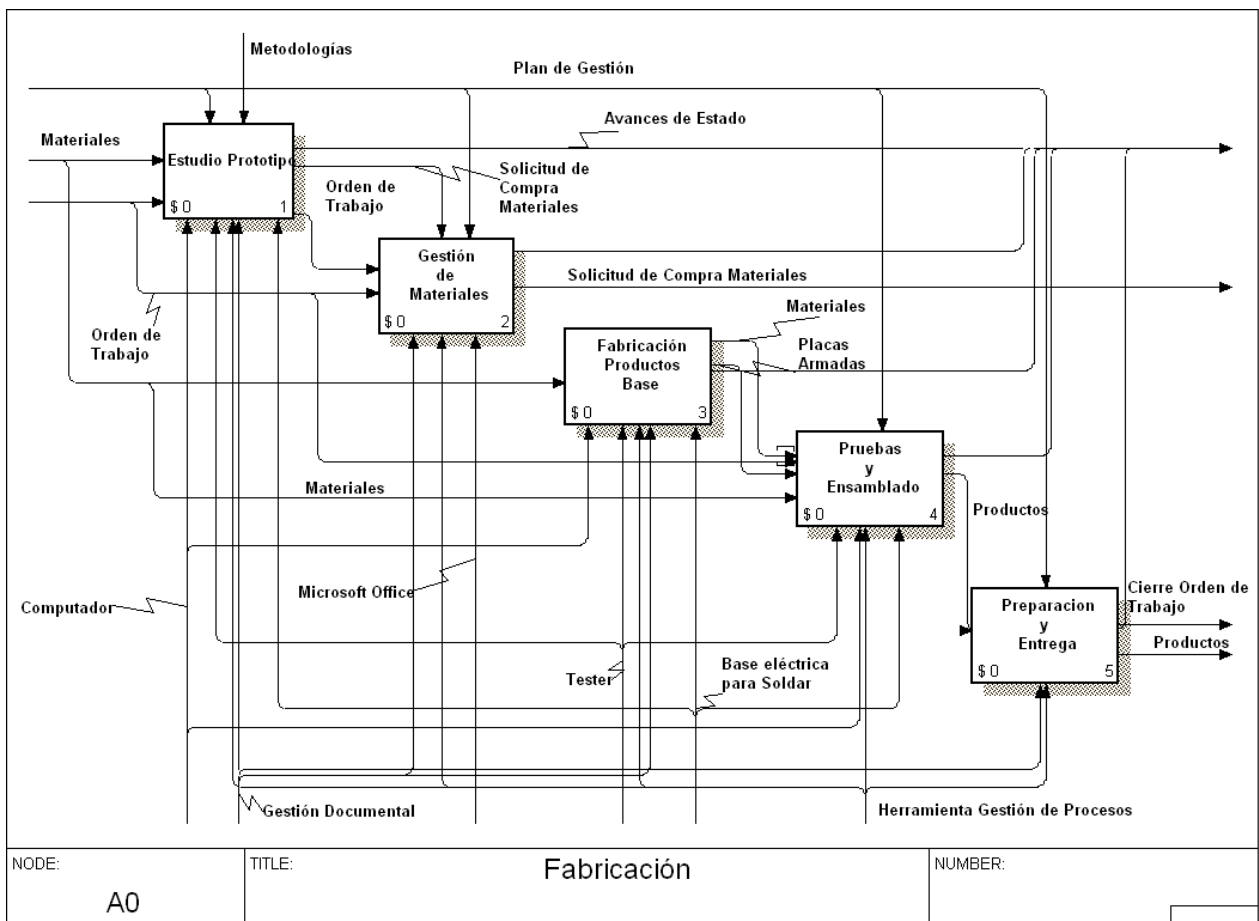 Metodologías
Plan de Gestión
Avances de Estado
Materiales
Estudio Prototipo
$ 0 1
Solicitud de
Compra
Materiales
Orden de
Trabajo
Gestión
de
Materiales
$ 0 2
Solicitud de Compra Materiales
Orden de
Trabajo
Materiales
Placas
Armadas
Fabricación
Productos
Base
$ 0 3
Pruebas
y
Ensamblado
$ 0 4
Materiales
Productos
Microsoft Office
Computador
Preparacion
y
Entrega
$ 0 5
Cierre Orden de
Trabajo
Productos
Tester
Base eléctrica
para Soldar
Gestión Documental
Herramienta Gestión de Procesos
NODE:
A0
TITLE:
Fabricación
NUMBER: